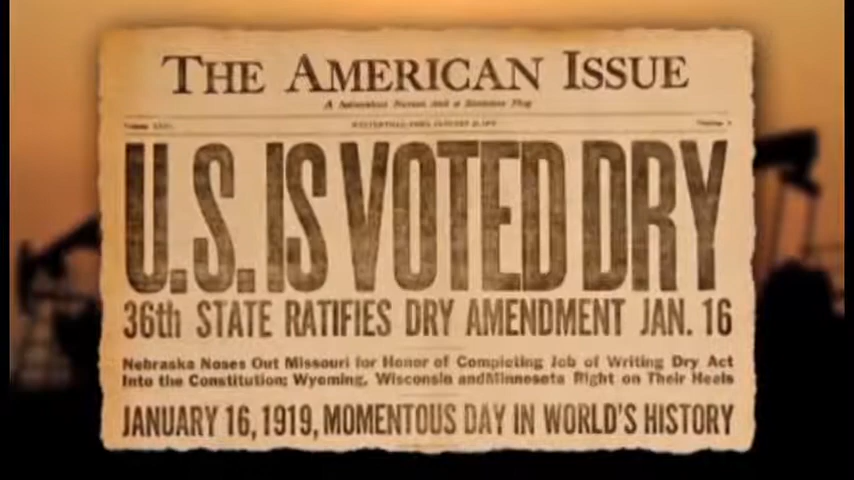 THE AMERICAN ISSUE
A Saloonless Nation and a Stainless Flag
U.S. IS VOTED DRY
36th STATE RATIFIES DRY AMENDMENT JAN. 16
Nebraska Noses Out Missouri for Honor of Completing Job of Writing Dry Act
Into the Constitution; Wyoming, Wisconsin and Minnesota Right on Their Heels
JANUARY 16, 1919, MOMENTOUS DAY IN WORLD'S HISTORY